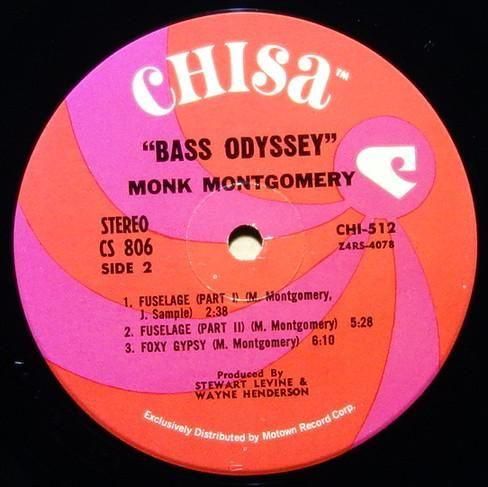 CHISA™
"BASS ODYSSEY"
MONK MONTGOMERY
STEREO
CS 806
SIDE 2
CHI-512
Z4RS-4078
1. FUSELAGE (PART I) (M. Montgomery,
J. Sample) 2:38
2. FUSELAGE (PART II) (M. Montgomery) 5:28
3. FOXY GYPSY (M. Montgomery) 6:10
Produced By
STEWART LEVINE &
WAYNE HENDERSON
Exclusively Distributed by Motown Record Corp.